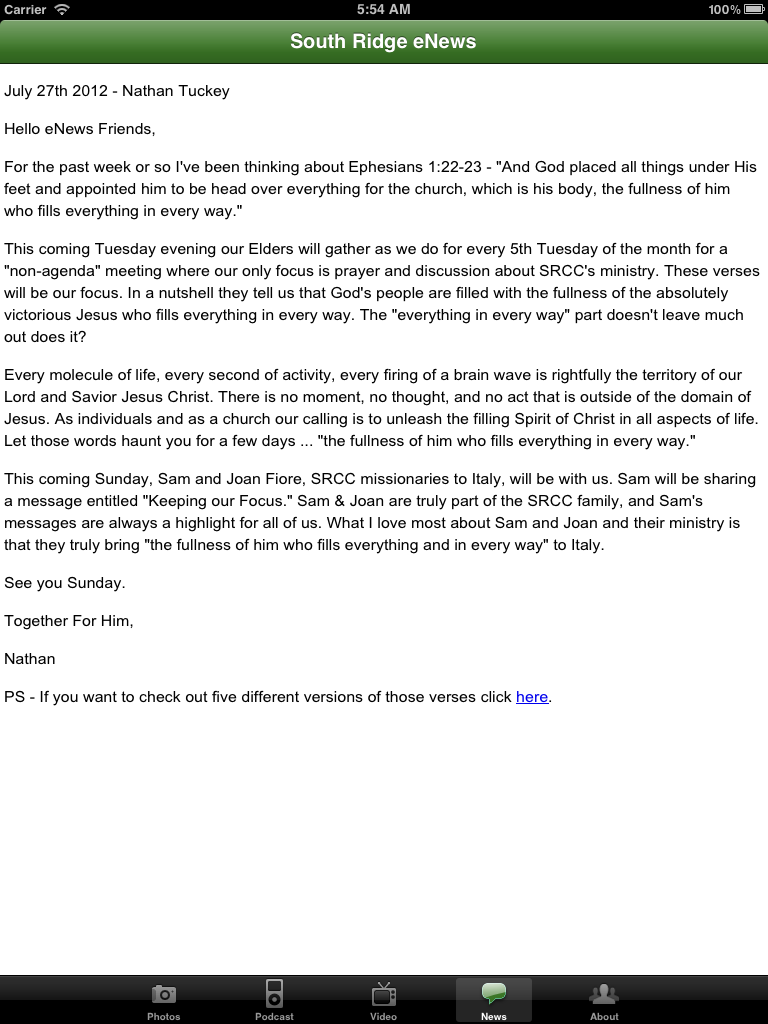 Carrier 5:54 AM 100%
South Ridge eNews
July 27th 2012 - Nathan Tuckey
Hello eNews Friends,
For the past week or so I've been thinking about Ephesians 1:22-23 - "And God placed all things under His
feet and appointed him to be head over everything for the church, which is his body, the fullness of him
who fills everything in every way."
This coming Tuesday evening our Elders will gather as we do for every 5th Tuesday of the month for a
"non-agenda" meeting where our only focus is prayer and discussion about SRCC's ministry. These verses
will be our focus. In a nutshell they tell us that God's people are filled with the fullness of the absolutely
victorious Jesus who fills everything in every way. The "everything in every way" part doesn't leave much
out does it?
Every molecule of life, every second of activity, every firing of a brain wave is rightfully the territory of our
Lord and Savior Jesus Christ. There is no moment, no thought, and no act that is outside of the domain of
Jesus. As individuals and as a church our calling is to unleash the filling Spirit of Christ in all aspects of life.
Let those words haunt you for a few days ... "the fullness of him who fills everything in every way."
This coming Sunday, Sam and Joan Fiore, SRCC missionaries to Italy, will be with us. Sam will be sharing
a message entitled "Keeping our Focus." Sam & Joan are truly part of the SRCC family, and Sam's
messages are always a highlight for all of us. What I love most about Sam and Joan and their ministry is
that they truly bring "the fullness of him who fills everything and in every way" to Italy.
See you Sunday.
Together For Him,
Nathan
PS - If you want to check out five different versions of those verses click here.
Photos Podcast Video News About